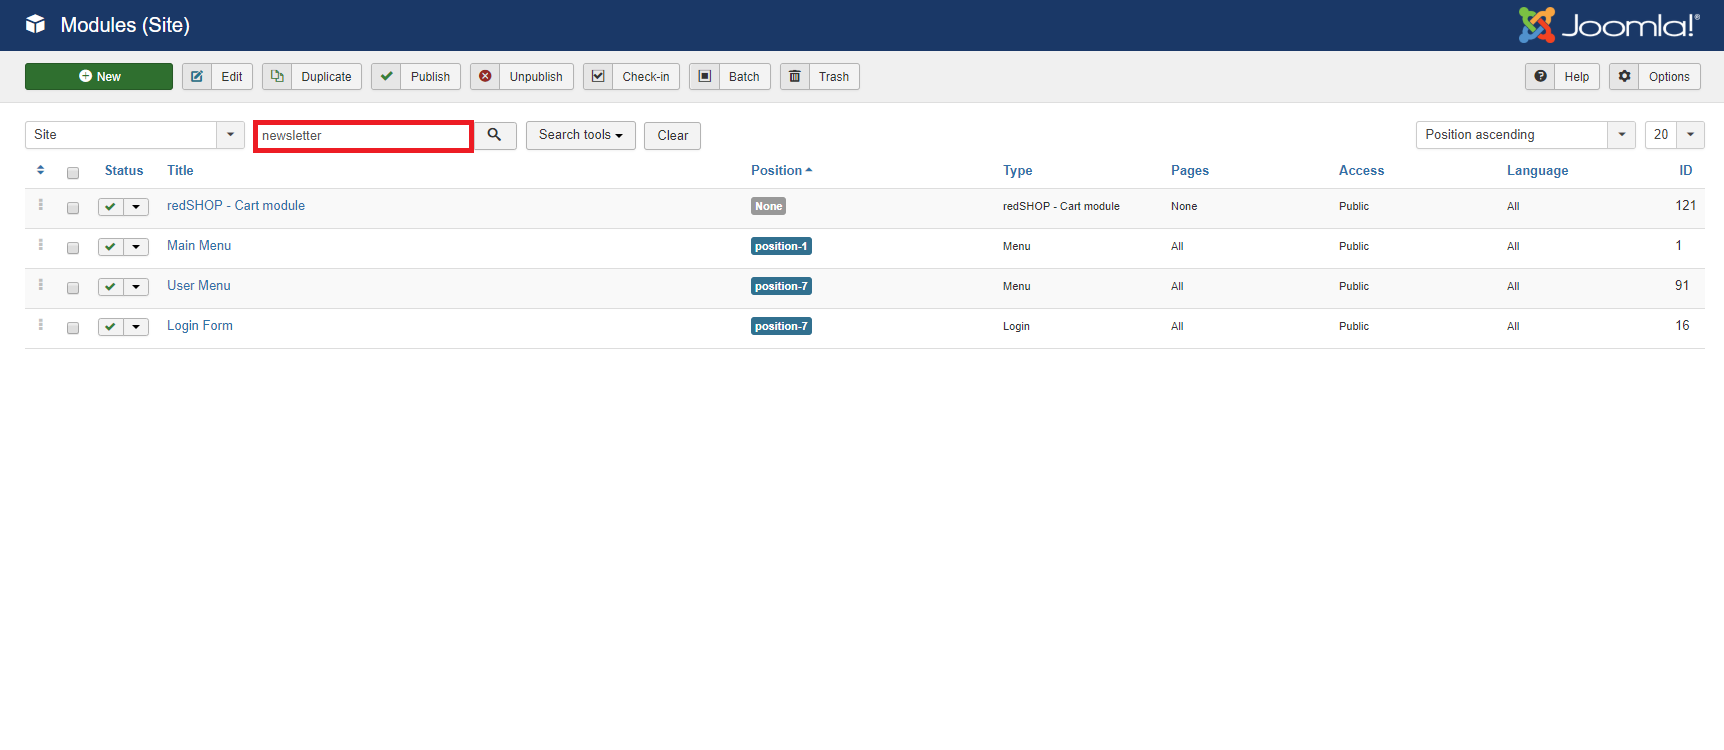 Modules (Site) Joomla!®
New Edit Duplicate Publish Unpublish Check-in Batch Trash Help Options
Site newsletter Search tools Clear Position ascending 20
Status Title Position Type Pages Access Language ID
redSHOP - Cart module None redSHOP - Cart module None Public All 121
Main Menu position-1 Menu All Public All 1
User Menu position-7 Menu All Public All 91
Login Form position-7 Login All Public All 16